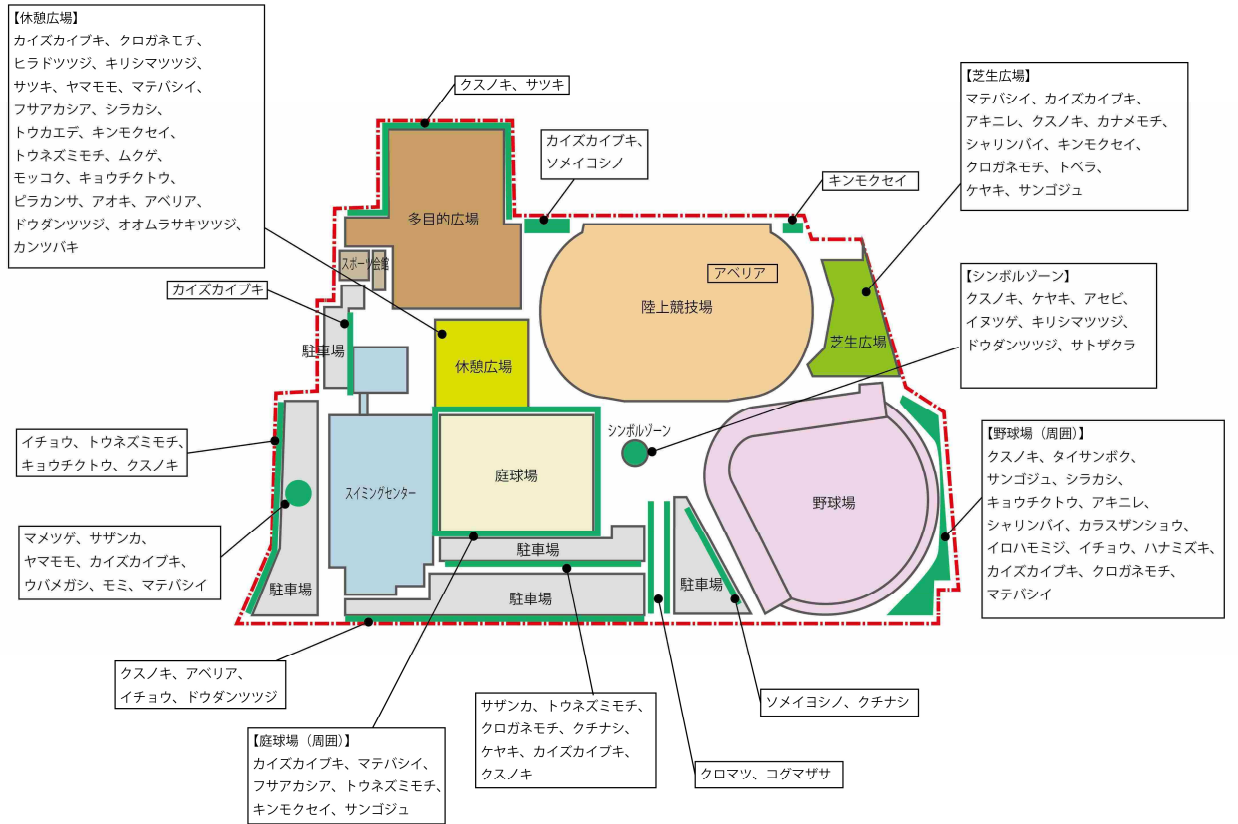 【休憩広場】
カイズカイブキ、クロガネモチ、
ヒラドツツジ、キリシマツツジ、
サツキ、ヤマモモ、マテバシイ、
フサアカシア、シラカシ、
トウカエデ、キンモクセイ、
トウネズミモチ、ムクゲ、
モッコク、キョウチクトウ、
ピラカンサ、アオキ、アベリア、
ドウダンツツジ、オオムラサキツツジ、
カンツバキ
クスノキ、サツキ
カイズカイブキ、
ソメイコシノ
キンモクセイ
【芝生広場】
マテバシイ、カイズカイブキ、
アキニレ、クスノキ、カナメモチ、
シャリンバイ、キンモクセイ、
クロガネモチ、トベラ、
ケヤキ、サンゴジュ
多目的広場
スポーツ会館
アベリア
陸上競技場
カイズカイブキ
駐車場
休憩広場
芝生広場
【シンボルゾーン】
クスノキ、ケヤキ、アセビ、
イヌツゲ、キリシマツツジ、
ドウダンツツジ、サトザクラ
イチョウ、トウネズミモチ、
キョウチクトウ、クスノキ
シンボルゾーン
【野球場（周囲）】
クスノキ、タイサンボク、
サンゴジュ、シラカシ、
キョウチクトウ、アキニレ、
シャリンバイ、カラスザンショウ、
イロハモミジ、イチョウ、ハナミズキ、
カイズカイブキ、クロガネモチ、
マテバシイ
スイミングセンター
庭球場
野球場
マメツゲ、サザンカ、
ヤマモモ、カイズカイブキ、
ウバメガシ、モミ、マテバシイ
駐車場
駐車場
駐車場
駐車場
クスノキ、アベリア、
イチョウ、ドウダンツツジ
【庭球場（周囲）】
カイズカイブキ、マテバシイ、
フサアカシア、トウネズミモチ、
キンモクセイ、サンゴジュ
サザンカ、トウネズミモチ、
クロガネモチ、クチナシ、
ケヤキ、カイズカイブキ、
クスノキ
クロマツ、コグマザサ
ソメイヨシノ、クチナシ